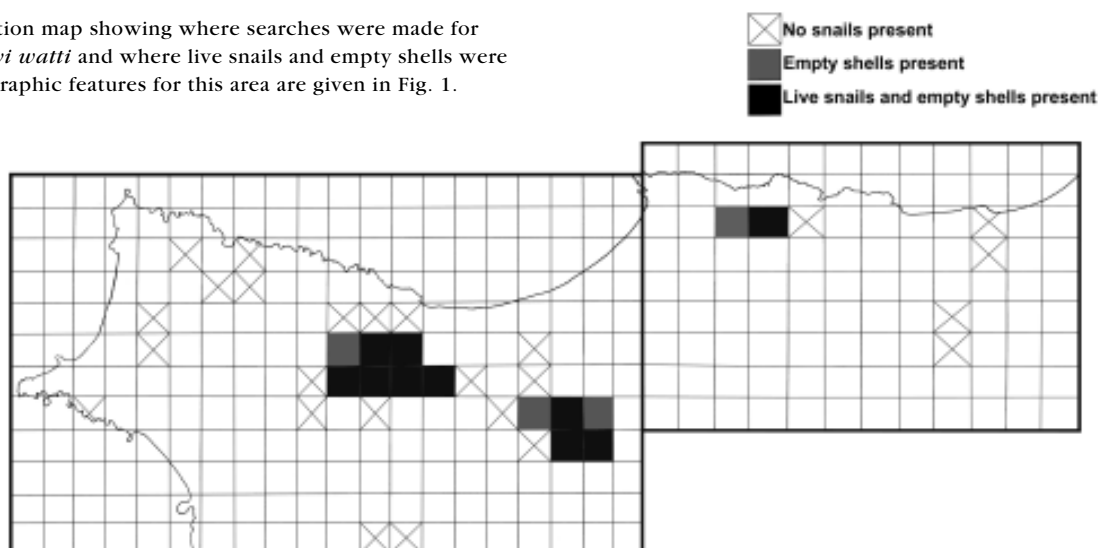 tion map showing where searches were made for
vi watti and where live snails and empty shells were
raphic features for this area are given in Fig. 1.
No snails present
Empty shells present
Live snails and empty shells present